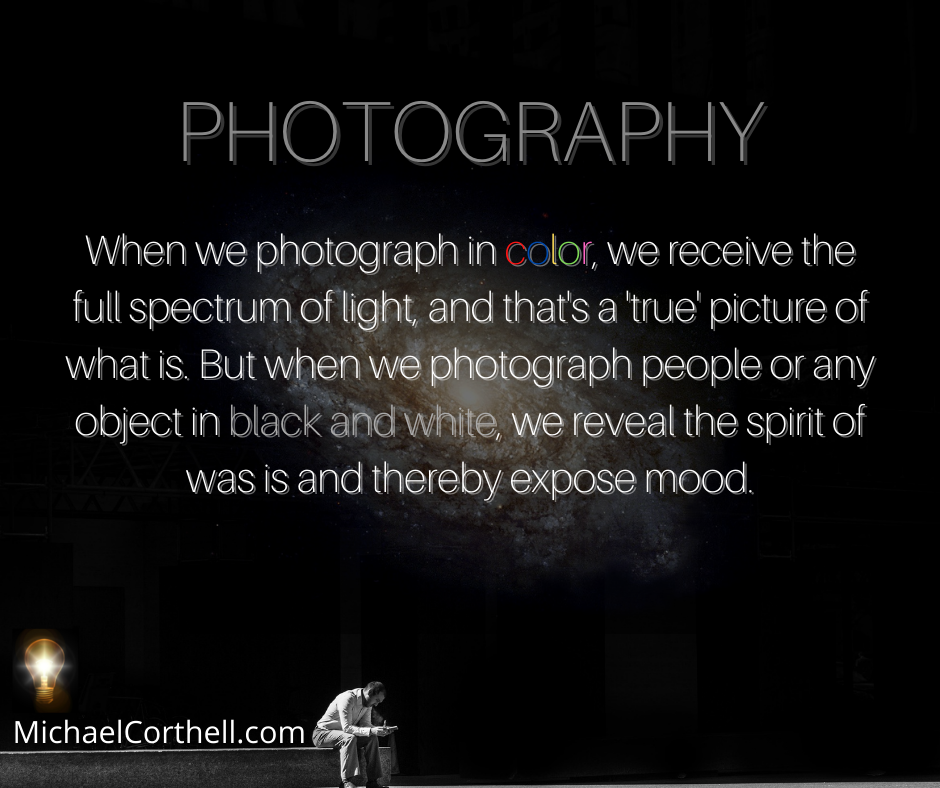 PHOTOGRAPHY
When we photograph in color, we receive the
full spectrum of light, and that's a 'true' picture of
what is. But when we photograph people or any
object in black and white, we reveal the spirit of
was is and thereby expose mood.
MichaelCorthell.com